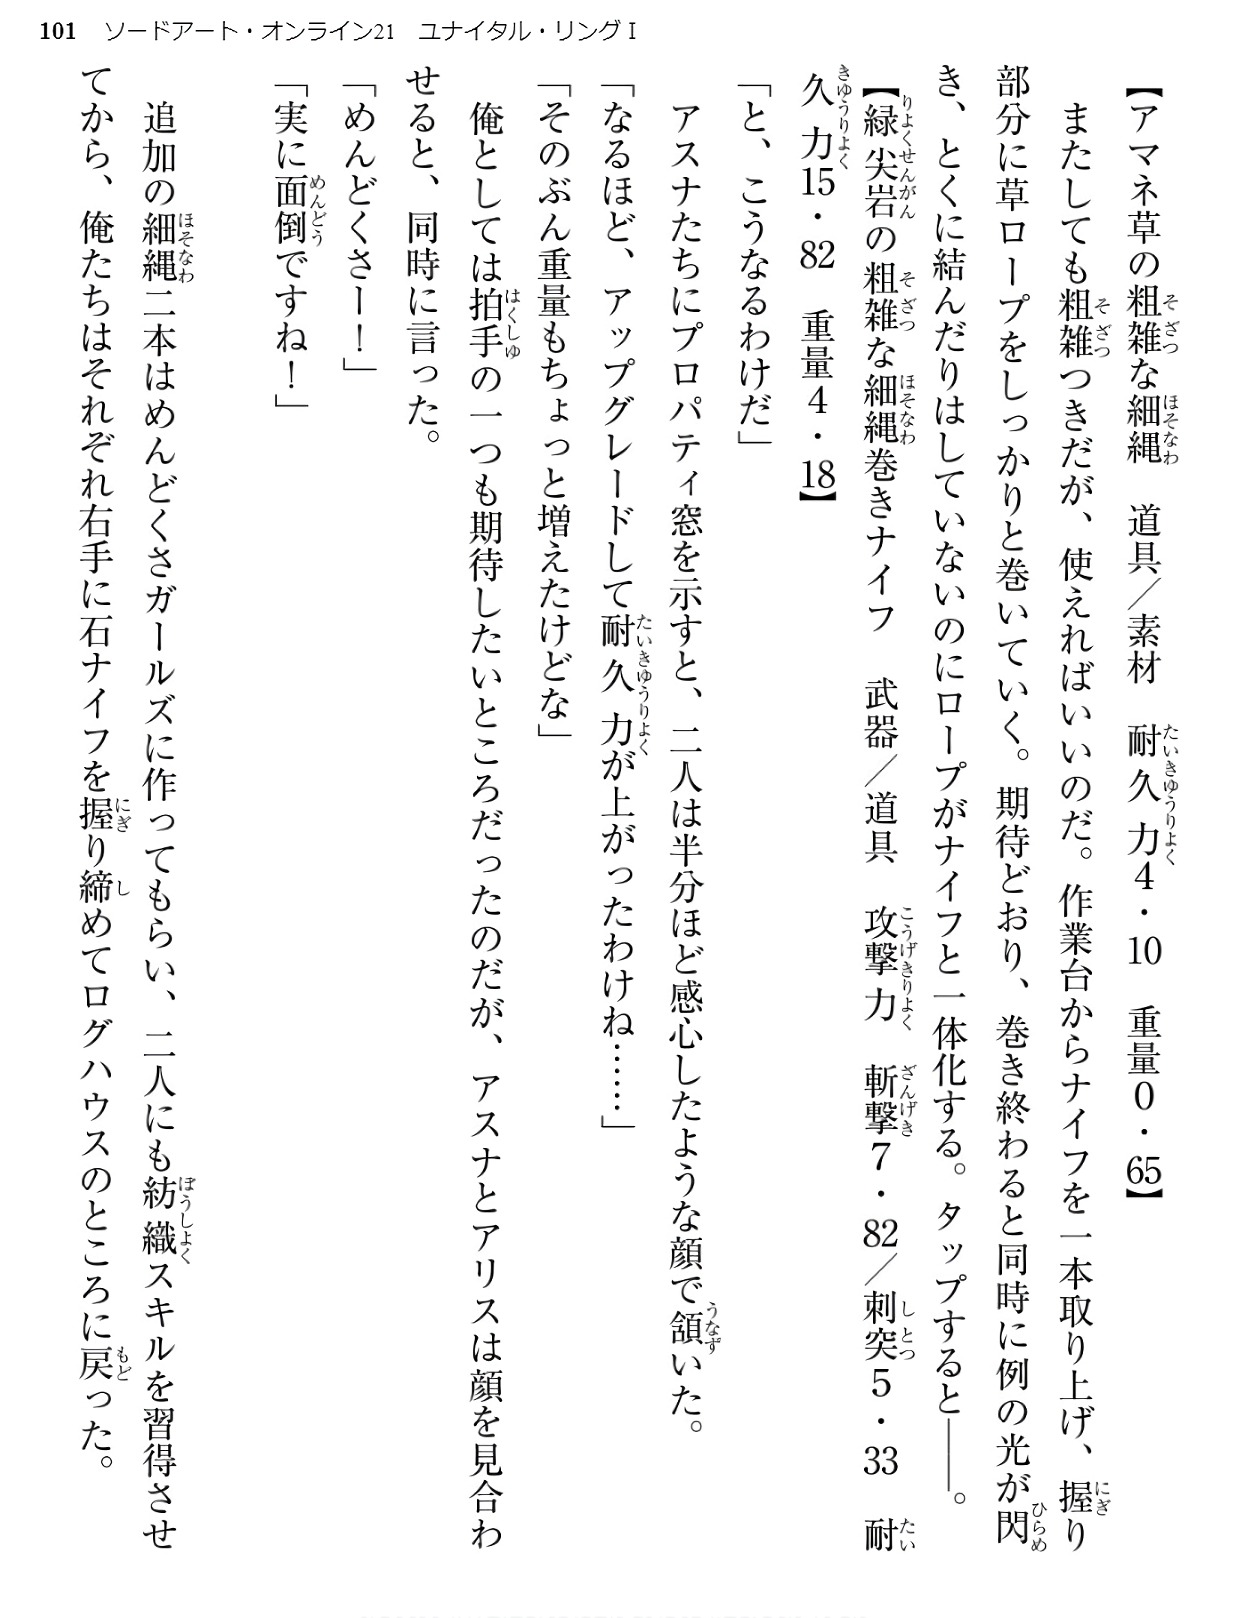 101 ソードアート・オンライン21 ユナイタル・リングⅠ
【アマネ草の粗雑な細縄 道具／素材 耐久力4・10 重量0・65】
またしても粗雑つきだが、使えればいいのだ。作業台からナイフを一本取り上げ、握り
部分に草ロープをしっかりと巻いていく。期待どおり、巻き終わると同時に例の光が閃
き、とくに結んだりはしていないのにロープがナイフと一体化する。タップすると――。
【緑尖岩の粗雑な細縄巻きナイフ 武器／道具 攻撃力 斬撃7・82／刺突5・33 耐
久力15・82 重量4・18】
「と、こうなるわけだ」
アスナたちにプロパティ窓を示すと、二人は半分ほど感心したような顔で頷いた。
「なるほど、アップグレードして耐久力が上がったわけね……」
「そのぶん重量もちょっと増えたけどな」
俺としては拍手の一つも期待したいところだったのだが、アスナとアリスは顔を見合わ
せると、同時に言った。
「めんどくさー！」
「実に面倒ですね！」
追加の細縄二本はめんどくさガールズに作ってもらい、二人にも紡織スキルを習得させ
てから、俺たちはそれぞれ右手に石ナイフを握り締めてログハウスのところに戻った。